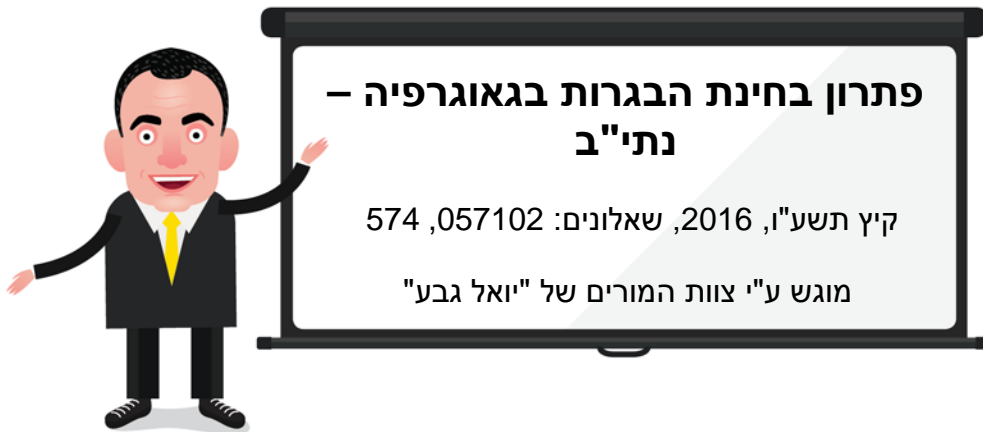 פתרון בחינת הבגרות בגאוגרפיה –
נתי"ב
קיץ תשע"ו, 2016, שאלונים: 057102, 574
מוגש ע"י צוות המורים של "יואל גבע"